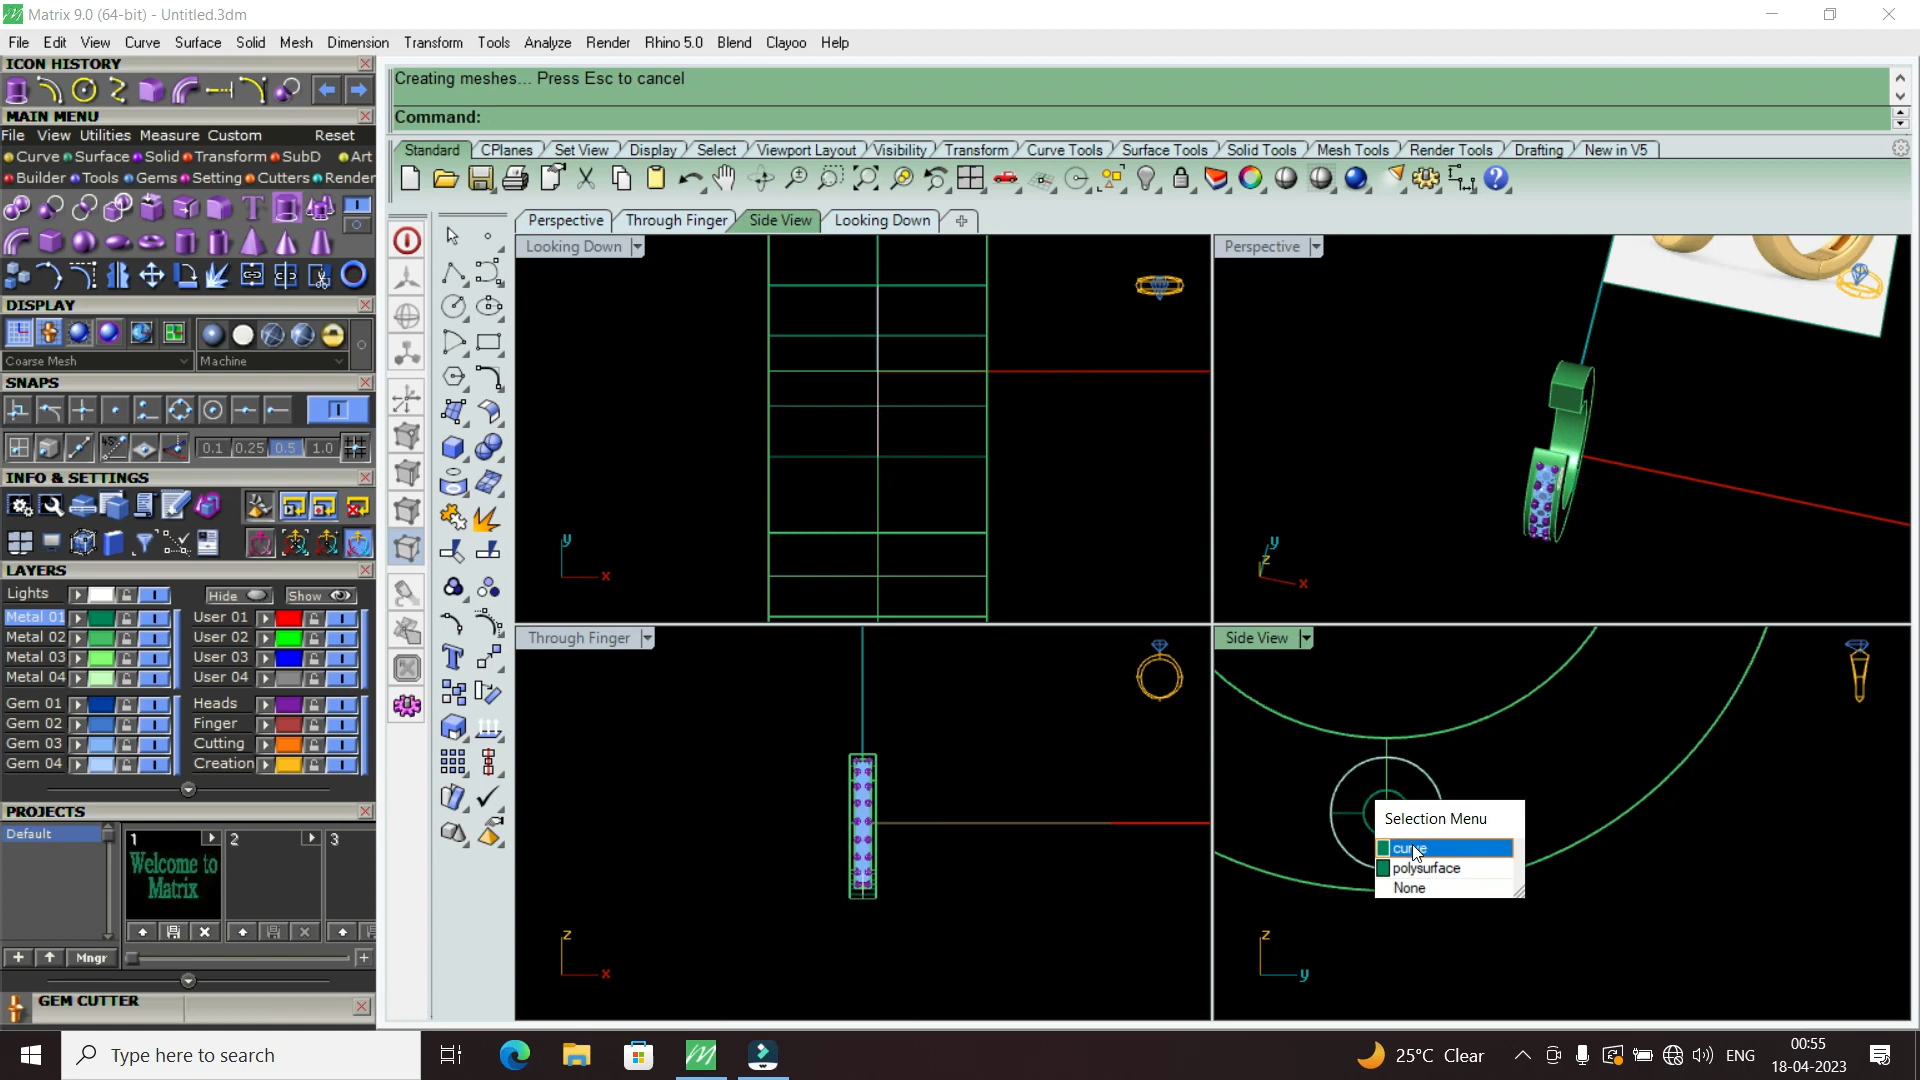 Matrix 9.0 (64-bit) - Untitled.3dm
File Edit View Curve Surface Solid Mesh Dimension Transform Tools Analyze Render Rhino 5.0 Blend Clayoo Help
ICON HISTORY
Creating meshes... Press Esc to cancel
Command:
MAIN MENU
File View Utilities Measure Custom Reset
Curve Surface Solid Transform SubD Art
Builder Tools Gems Setting Cutters Render
Standard CPlanes Set View Display Select Viewport Layout Visibility Transform Curve Tools Surface Tools Solid Tools Mesh Tools Render Tools Drafting New in V5
Perspective Through Finger Side View Looking Down
Looking Down
Perspective
DISPLAY
Coarse Mesh Machine
SNAPS
0.1 0.25 0.5 1.0
INFO & SETTINGS
LAYERS
Lights Hide Show
Metal 01 User 01
Metal 02 User 02
Metal 03 User 03
Metal 04 User 04
Gem 01 Heads
Gem 02 Finger
Gem 03 Cutting
Gem 04 Creation
PROJECTS
Default
1 2 3
Welcome to
Matrix
Mngr
GEM CUTTER
y
x
y
z
x
Through Finger
Side View
z
x
z
y
Selection Menu
curve
polysurface
None
Type here to search
25°C Clear
ENG
00:55
18-04-2023